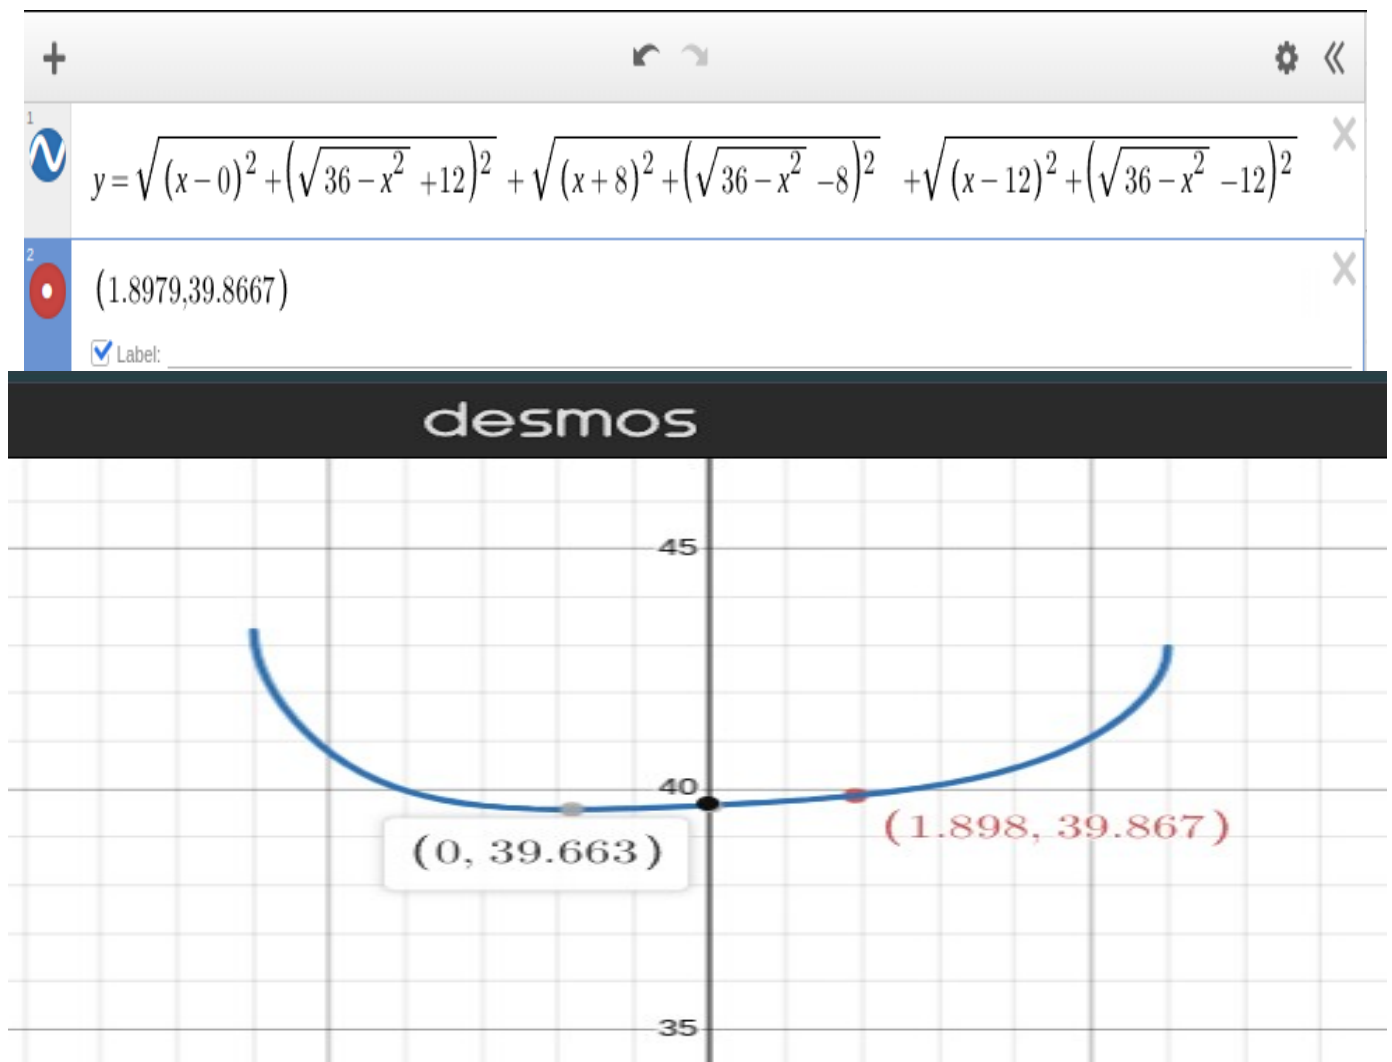 1
y = √((x − 0)² + (√(36 − x²) + 12)²) + √((x + 8)² + (√(36 − x²) − 8)²) + √((x − 12)² + (√(36 − x²) − 12)²)
2
(1.8979,39.8667)
Label:
desmos
45
40
(1.898, 39.867)
(0, 39.663)
35